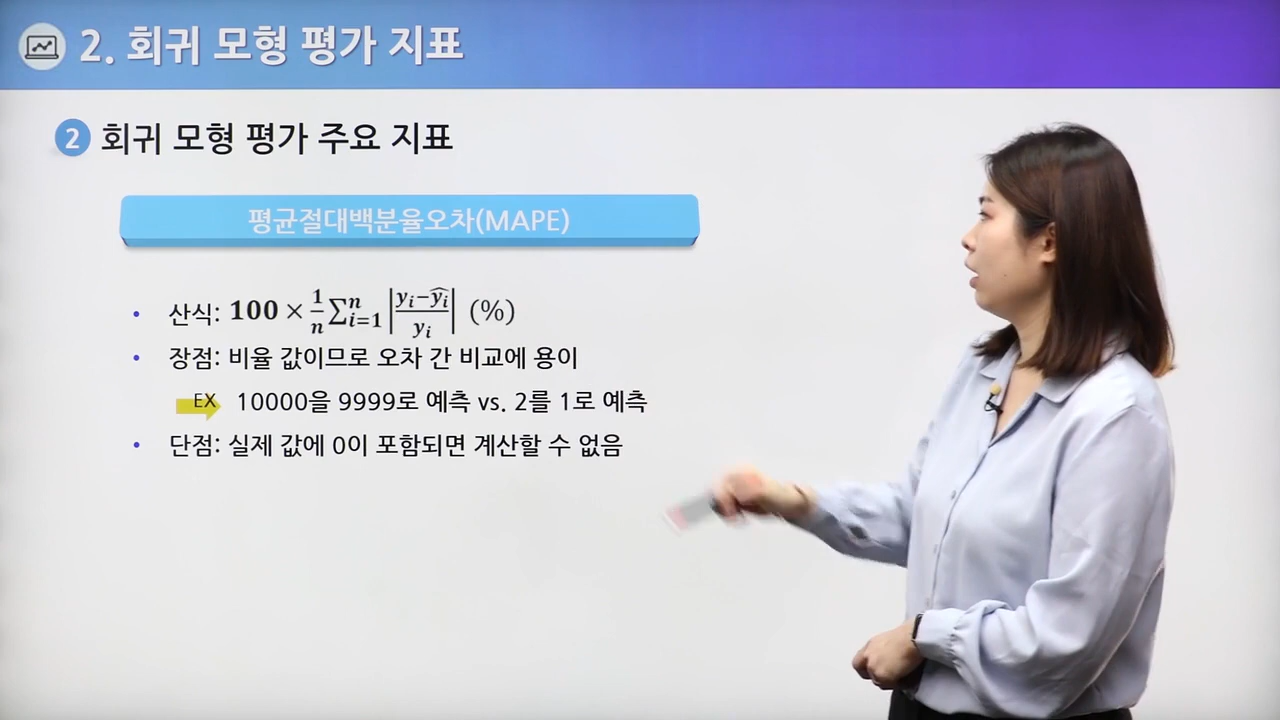 2. 회귀 모형 평가 지표
2 회귀 모형 평가 주요 지표
평균절대백분율오차(MAPE)
• 산식: 100 × 1/n ∑ⁿᵢ₌₁ |(yᵢ−ŷᵢ)/yᵢ| (%)
• 장점: 비율 값이므로 오차 간 비교에 용이
EX 10000을 9999로 예측 vs. 2를 1로 예측
• 단점: 실제 값에 0이 포함되면 계산할 수 없음